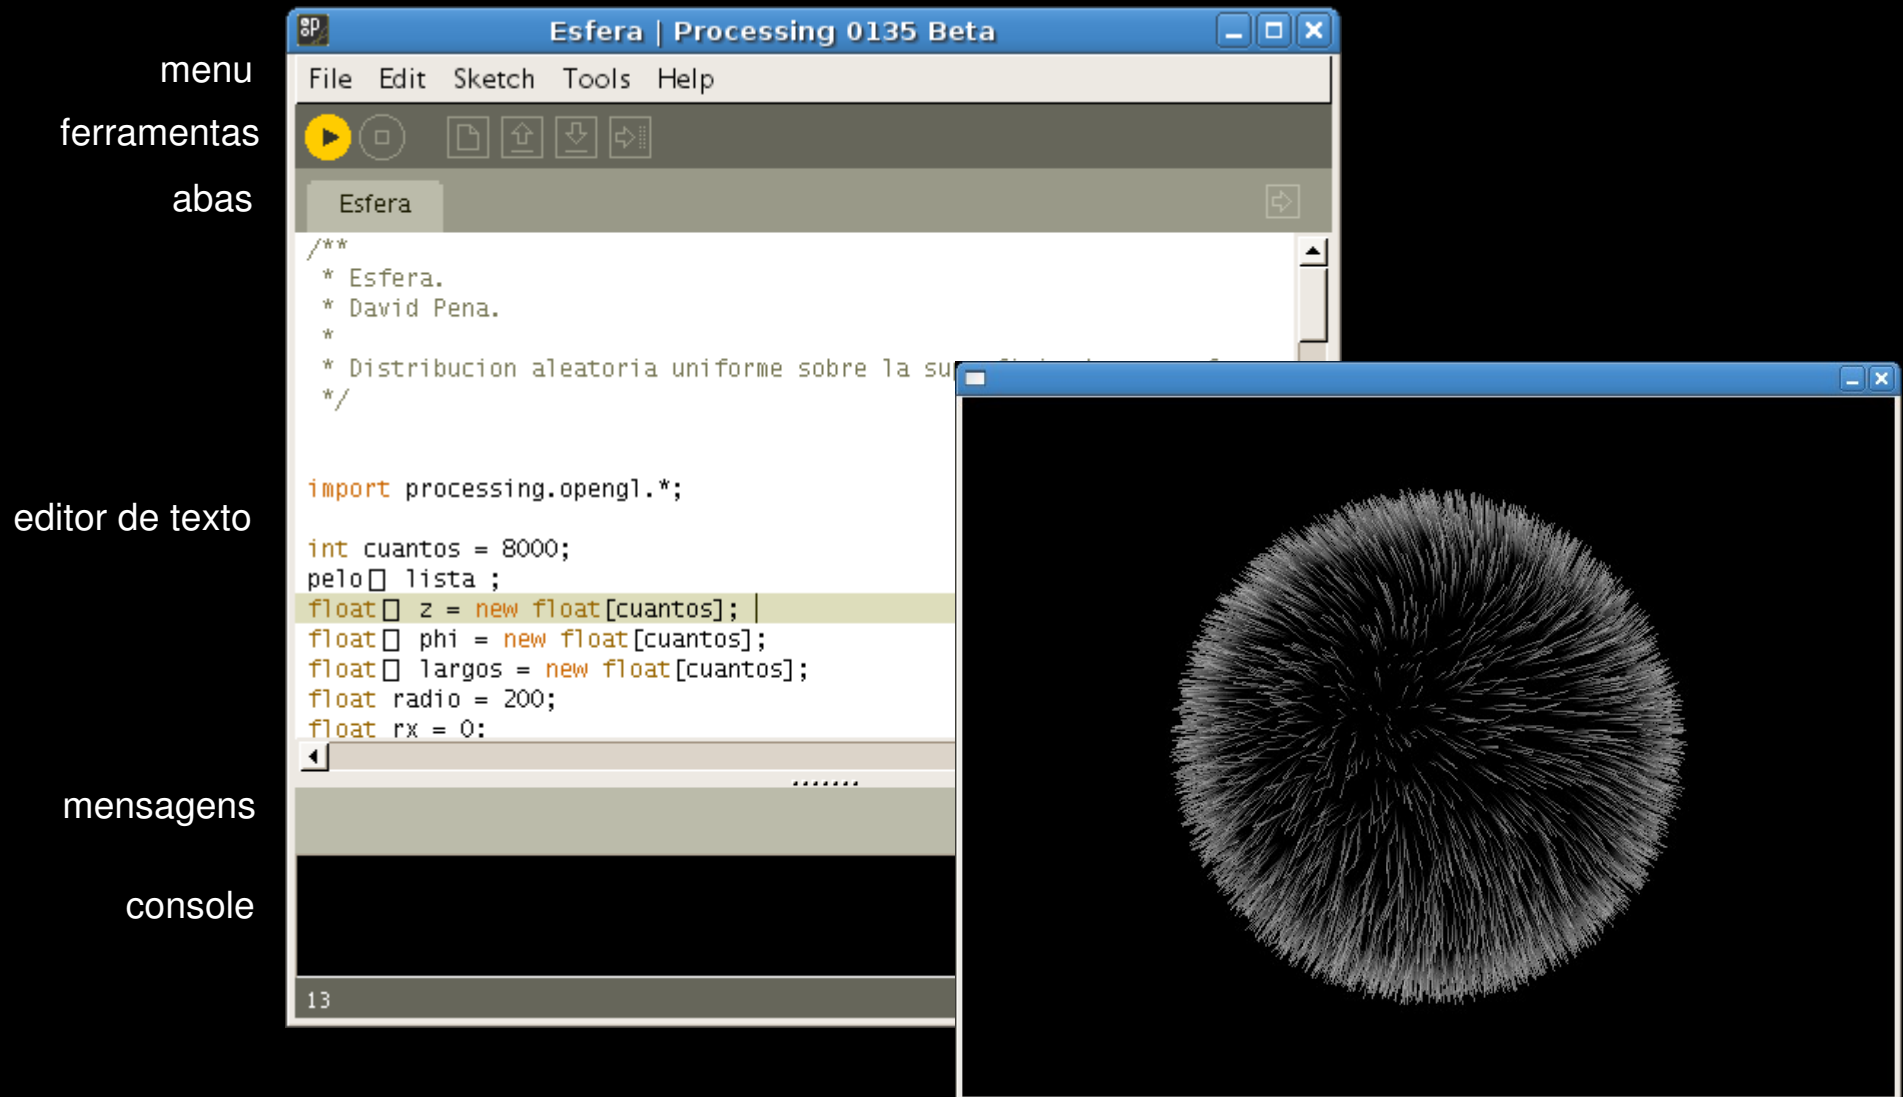 Esfera | Processing 0135 Beta
menu
File Edit Sketch Tools Help
ferramentas
abas
Esfera
/**
* Esfera.
* David Pena.
*
* Distribucion aleatoria uniforme sobre la
*/
import processing.opengl.*;
editor de texto
int cuantos = 8000;
pelo[] lista ;
float[] z = new float[cuantos];
float[] phi = new float[cuantos];
float[] largos = new float[cuantos];
float radio = 200;
float rx = 0;
mensagens
console
13